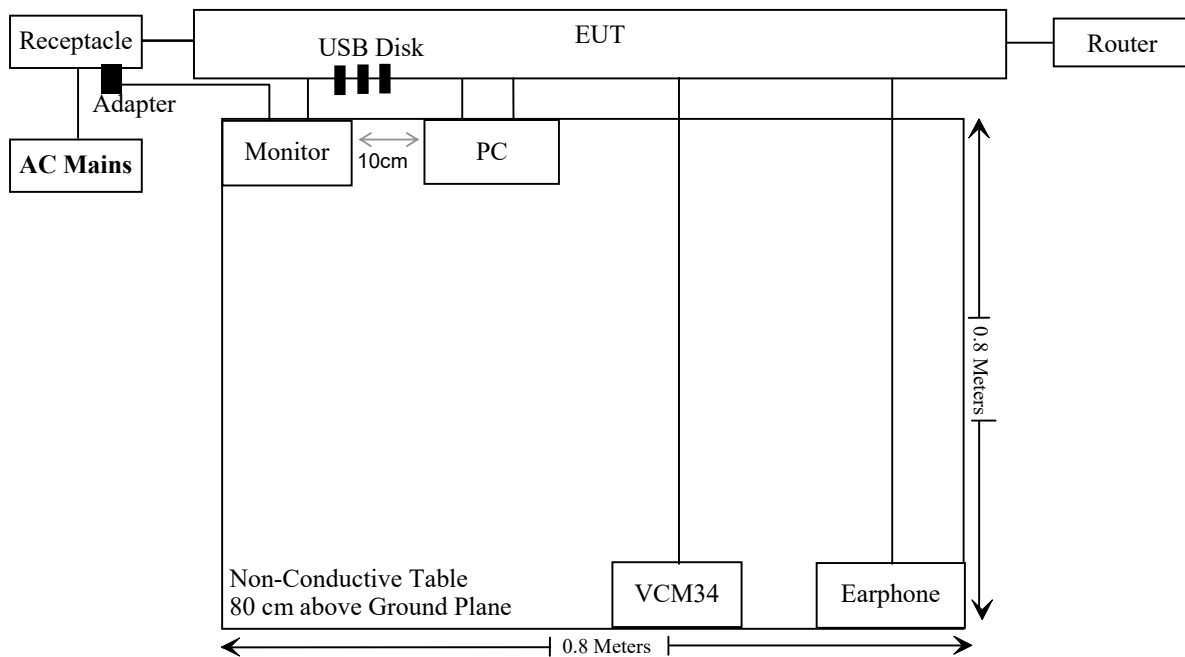 Receptacle
EUT
Router
USB Disk
Adapter
AC Mains
Monitor
10cm
PC
0.8 Meters
Non-Conductive Table
80 cm above Ground Plane
VCM34
Earphone
0.8 Meters